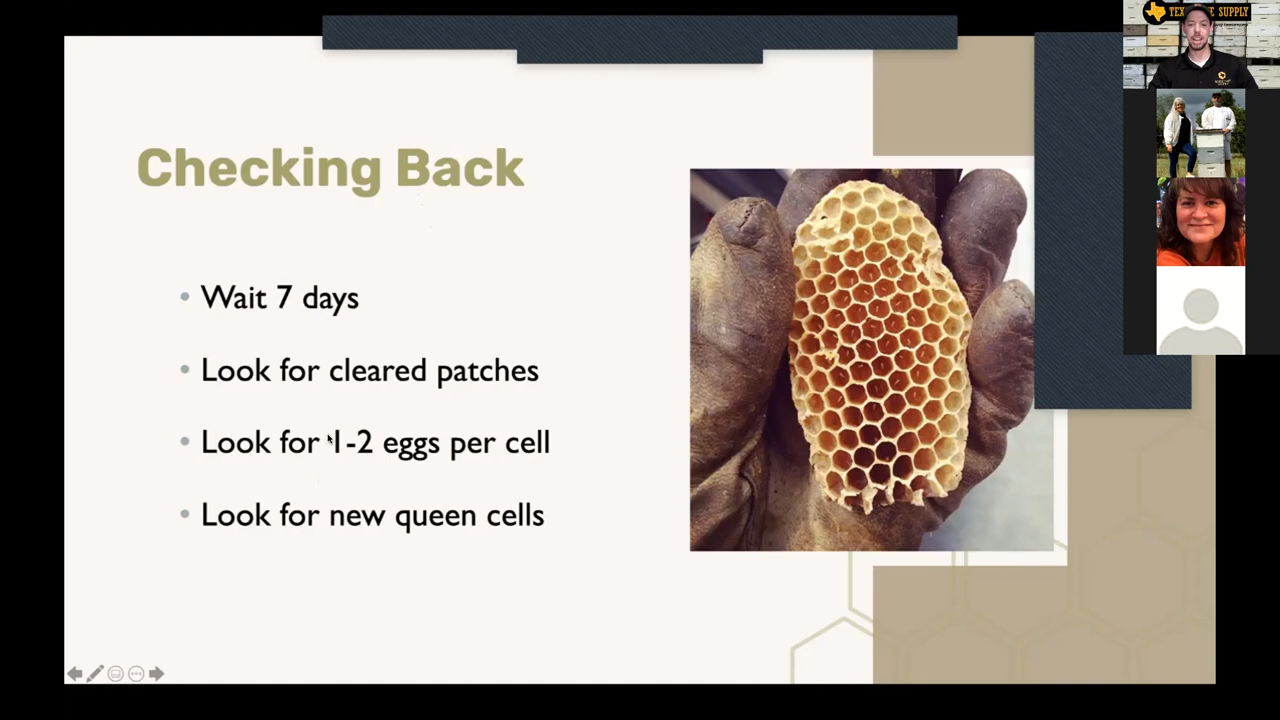 Checking Back
Wait 7 days
Look for cleared patches
Look for 1-2 eggs per cell
Look for new queen cells
SUPPLY